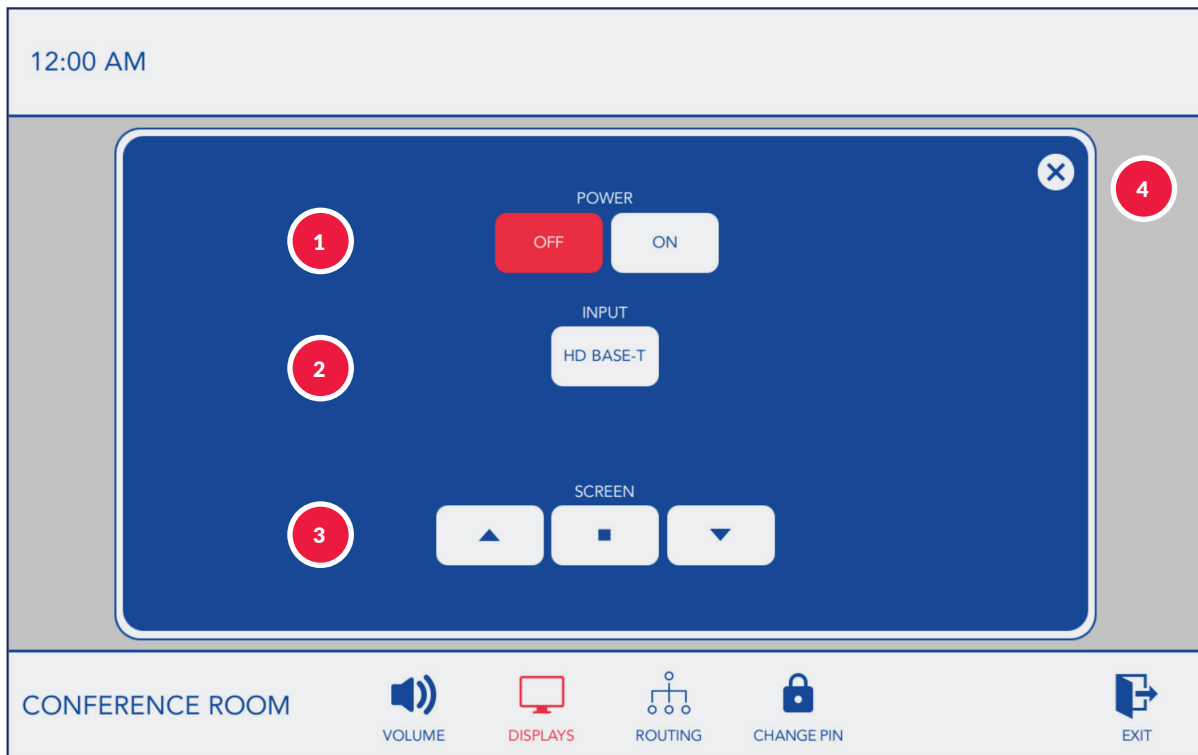 12:00 AM
4
POWER
1
OFF ON
INPUT
2
HD BASE-T
SCREEN
3
CONFERENCE ROOM
VOLUME DISPLAYS ROUTING CHANGE PIN EXIT